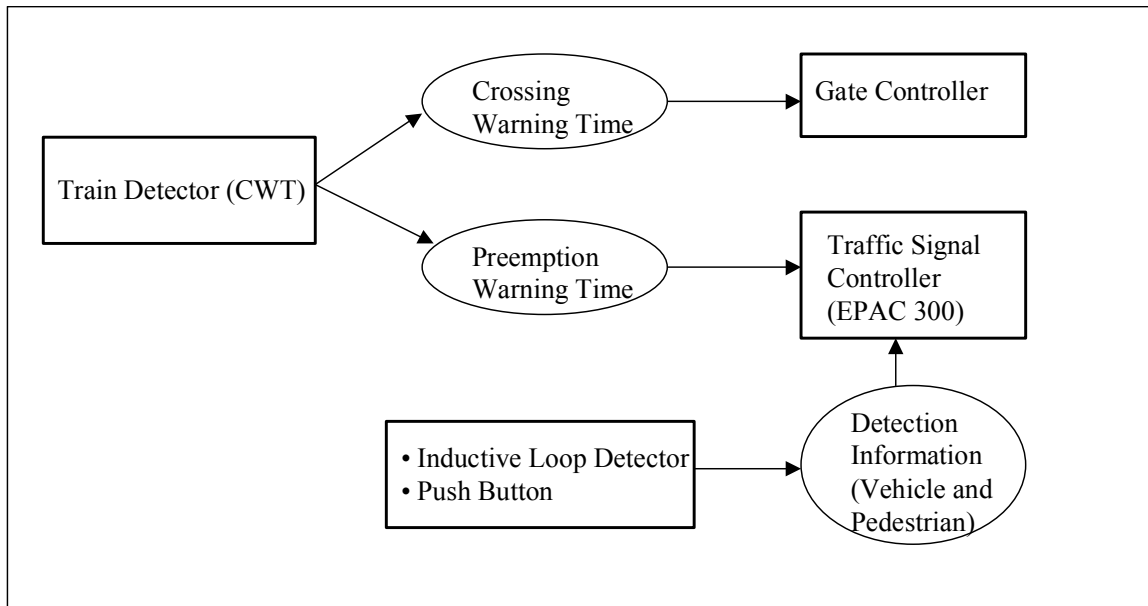 Crossing
Warning Time
Gate Controller
Train Detector (CWT)
Preemption
Warning Time
Traffic Signal
Controller
(EPAC 300)
• Inductive Loop Detector
• Push Button
Detection
Information
(Vehicle and
Pedestrian)